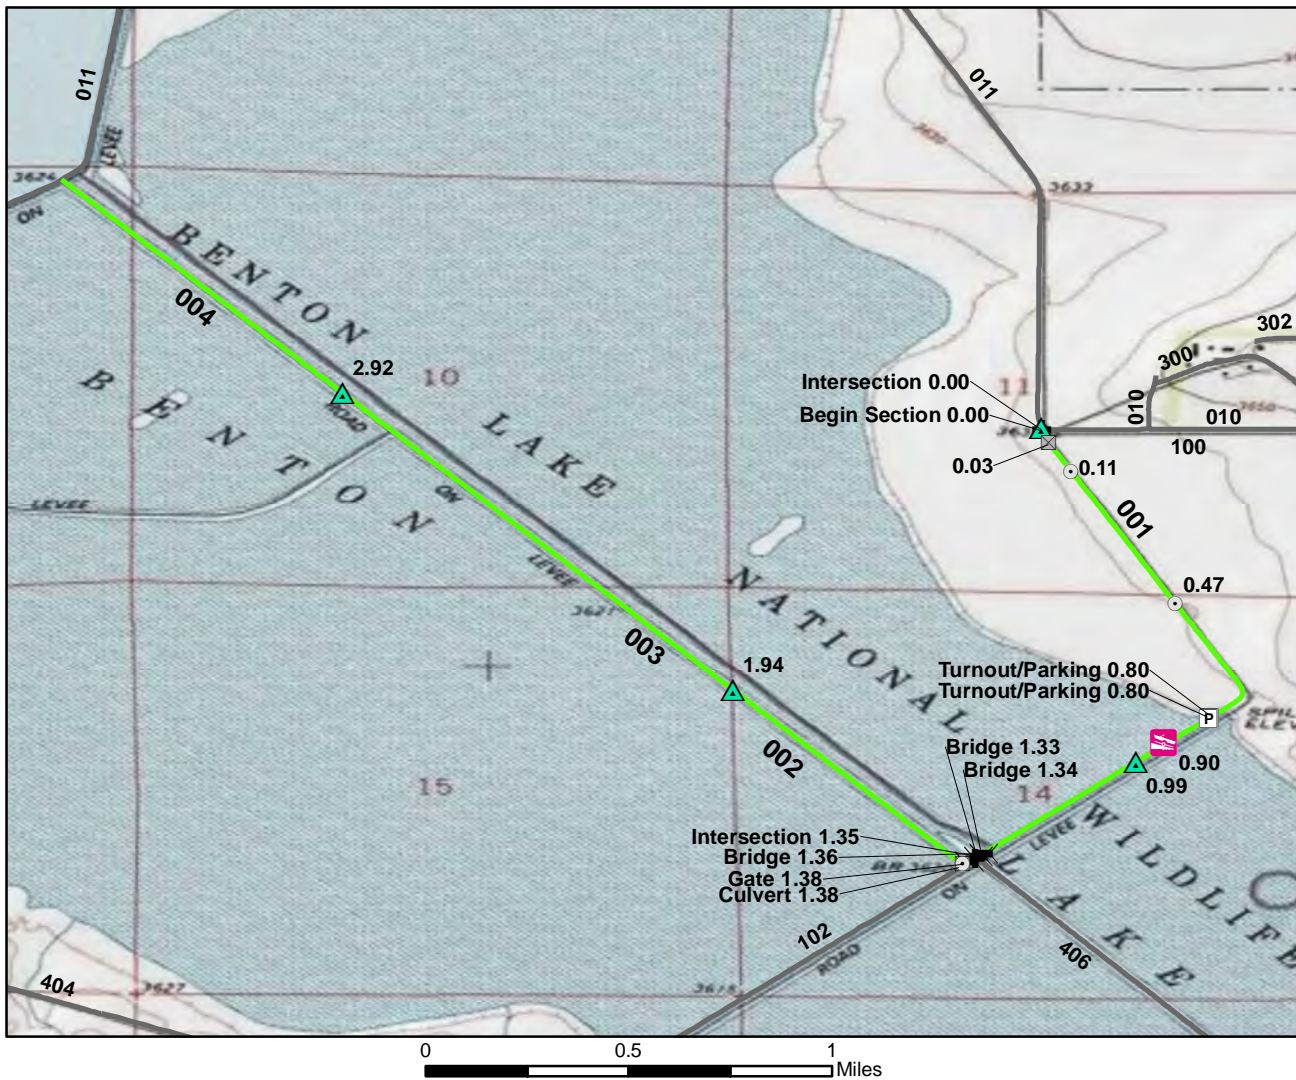 011
011
LEVEE
3624
ON
3630
3633
BENTON
004
2.92
10
BENTON
ROAD
ON
LEVEE
LAKE
302
300
Intersection 0.00
11
Begin Section 0.00
010
010
3650
100
0.03
0.11
001
0.47
LEVEE
3621
003
NATIONAL
1.94
Turnout/Parking 0.80
Turnout/Parking 0.80
P
002
Bridge 1.33
Bridge 1.34
0.90
0.99
15
14
WILDLIFE
LEVEE
Intersection 1.35
Bridge 1.36
Gate 1.38
Culvert 1.38
ON
LAKE
102
ROAD
406
404
3627
0
0.5
1
Miles